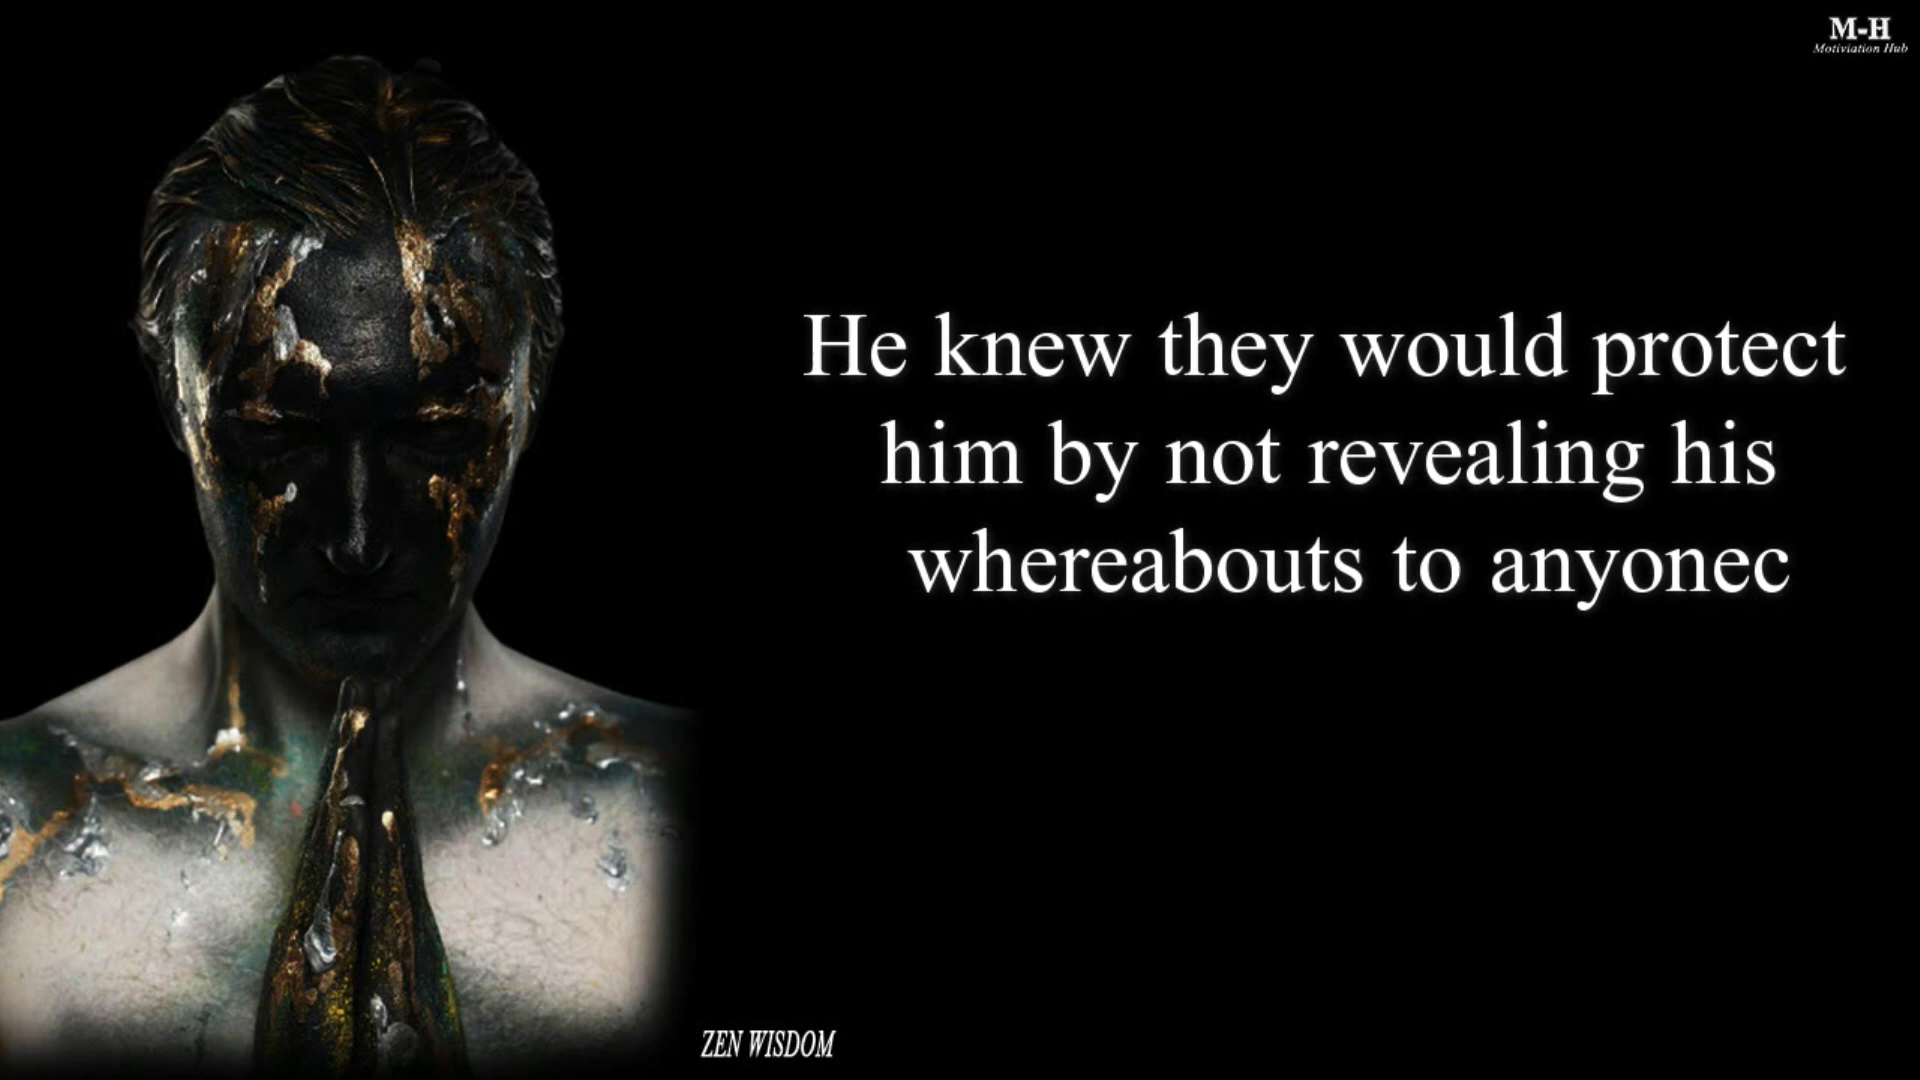 M-H
Motiviation Hub
He knew they would protect
him by not revealing his
whereabouts to anyonec
ZEN WISDOM